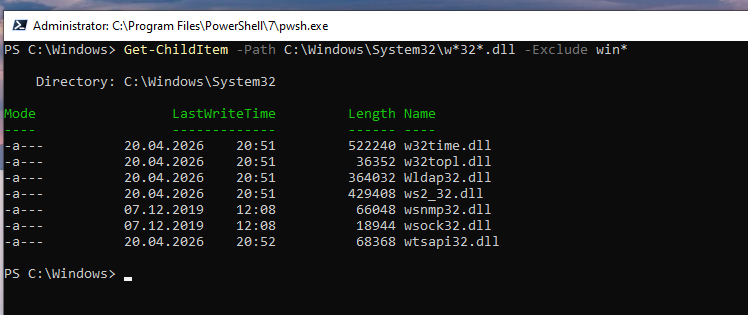 Administrator: C:\Program Files\PowerShell\7\pwsh.exe
PS C:\Windows> Get-ChildItem -Path C:\Windows\System32\w*32*.dll -Exclude win*
Directory: C:\Windows\System32
Mode LastWriteTime Length Name
---- ------------- ------ ----
-a--- 20.04.2026 20:51 522240 w32time.dll
-a--- 20.04.2026 20:51 36352 w32topl.dll
-a--- 20.04.2026 20:51 364032 Wldap32.dll
-a--- 20.04.2026 20:51 429408 ws2_32.dll
-a--- 07.12.2019 12:08 66048 wsnmp32.dll
-a--- 07.12.2019 12:08 18944 wsock32.dll
-a--- 20.04.2026 20:52 68368 wtsapi32.dll
PS C:\Windows>